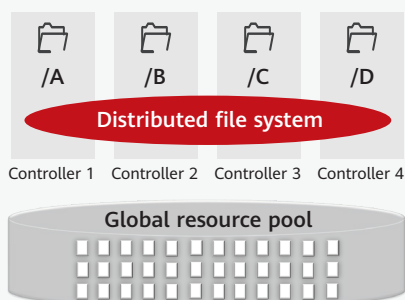 /A /B /C /D
Distributed file system
Controller 1 Controller 2 Controller 3 Controller 4
Global resource pool